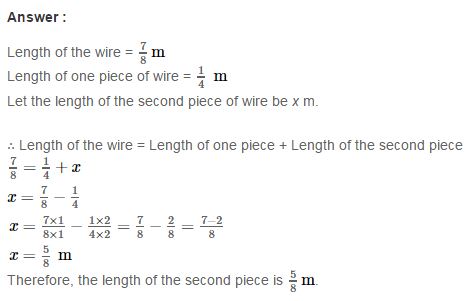 Answer :
Length of the wire = 7/8 m
Length of one piece of wire = 1/4 m
Let the length of the second piece of wire be x m.
∴ Length of the wire = Length of one piece + Length of the second piece
7/8 = 1/4 + x
x = 7/8 − 1/4
x = 7×1/8×1 − 1×2/4×2 = 7/8 − 2/8 = 7−2/8
x = 5/8 m
Therefore, the length of the second piece is 5/8 m.